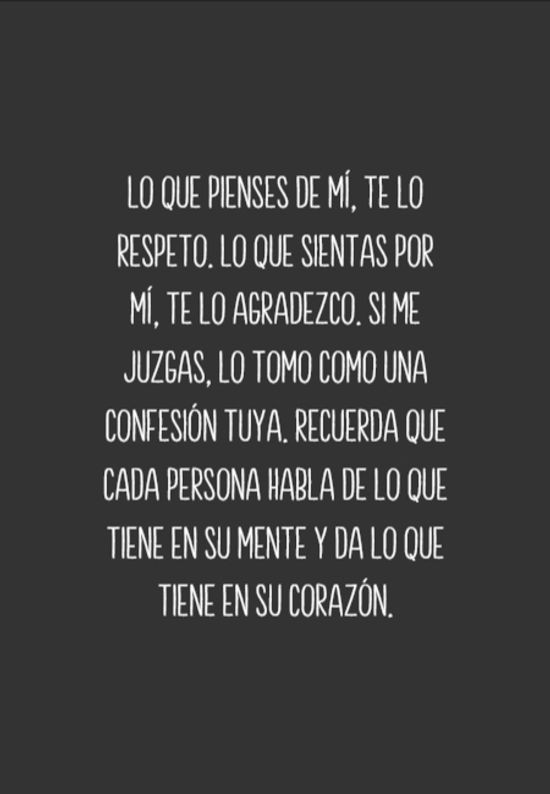 LO QUE PIENSES DE MÍ, TE LO
RESPETO. LO QUE SIENTAS POR
MÍ, TE LO AGRADEZCO. SI ME
JUZGAS, LO TOMO COMO UNA
CONFESIÓN TUYA. RECUERDA QUE
CADA PERSONA HABLA DE LO QUE
TIENE EN SU MENTE Y DA LO QUE
TIENE EN SU CORAZÓN.